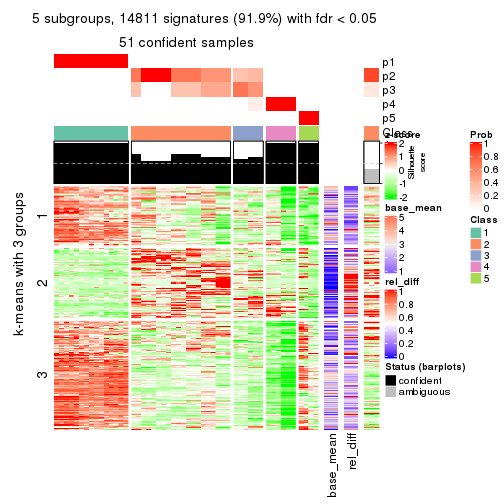 5 subgroups, 14811 signatures (91.9%) with fdr < 0.05
51 confident samples
p1
p2
p3
p4
p5
Class
1
2
3
k-means with 3 groups
Silhouette
score
base_mean
rel_diff
z-score
2
1
0
-1
-2
base_mean
5
4
3
2
1
rel_diff
1
0.8
0.6
0.4
0.2
0
Status (barplots)
confident
ambiguous
Prob
1
0.8
0.6
0.4
0.2
0
Class
1
2
3
4
5